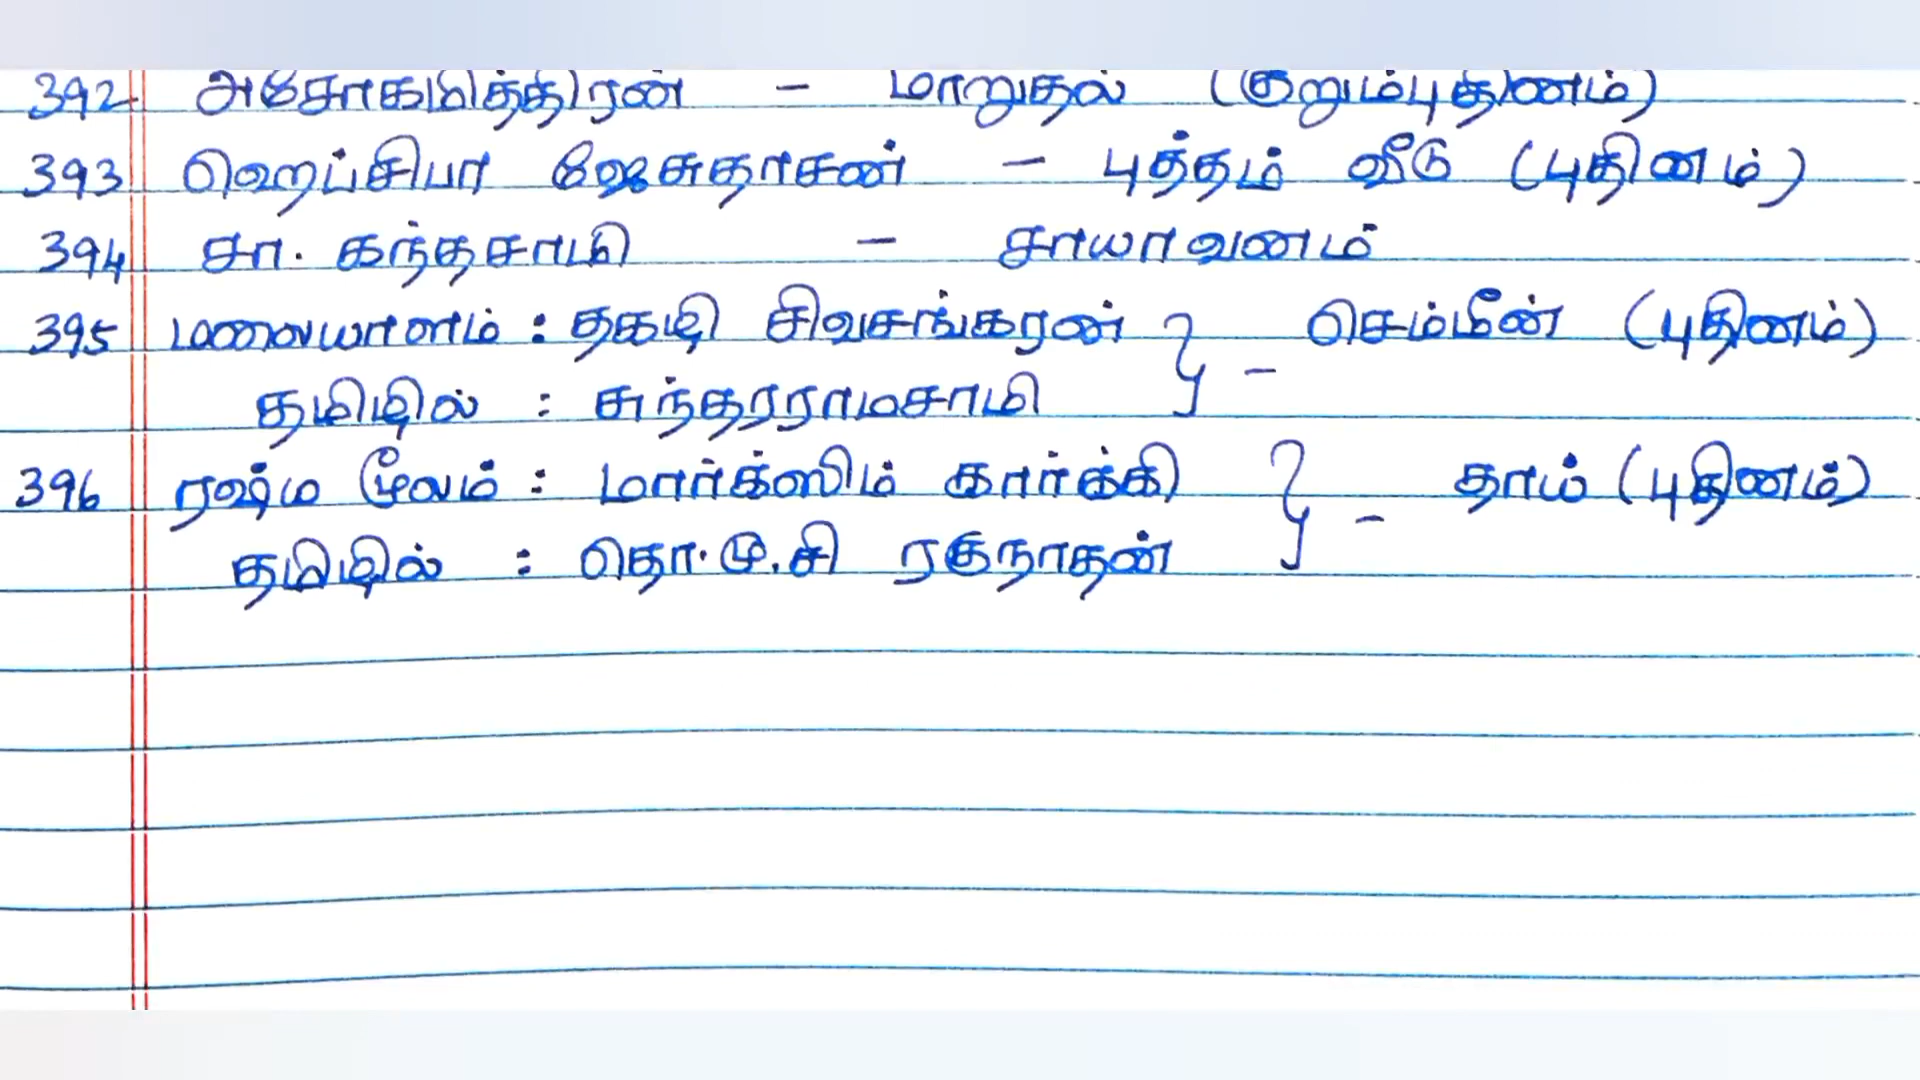 392 அசோகமித்திரன் - மாறுதல் (குறும்புதினம்)
393 ஹெப்சிபா ஜேசுதாசன் - புத்தம் வீடு (புதினம்)
394 சா. கந்தசாமி - சாயாவனம்
395 மலையாளம் : தகழி சிவசங்கரன் } - செம்மீன் (புதினம்)
தமிழில் : சுந்தரராமசாமி
396 ரஷ்ய மூலம் : மார்க்ஸிம் கார்க்கி } - தாய் (புதினம்)
தமிழில் : தொ.மு.சி ரகுநாதன்